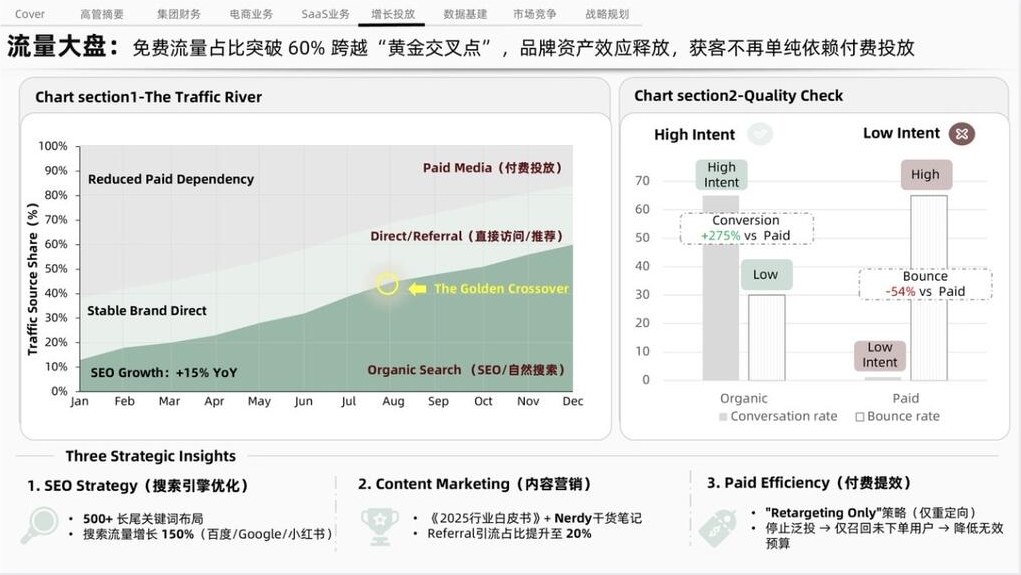 Cover 高管摘要 集团财务 电商业务 SaaS业务 增长投放 数据基建 市场竞争 战略规划
流量大盘：免费流量占比突破 60% 跨越“黄金交叉点”，品牌资产效应释放，获客不再单纯依赖付费投放
Chart section1-The Traffic River
Traffic Source Share (%)
100%
90%
80%
70%
60%
50%
40%
30%
20%
10%
0%
Paid Media（付费投放）
Reduced Paid Dependency
Direct/Referral（直接访问/推荐）
The Golden Crossover
Stable Brand Direct
Organic Search （SEO/自然搜索）
SEO Growth：+15% YoY
Jan Feb Mar Apr May Jun Jul Aug Sep Oct Nov Dec
Chart section2-Quality Check
High Intent
Low Intent
70
60
50
40
30
20
10
0
High
Intent
Conversion
+275% vs Paid
Low
High
Bounce
-54% vs Paid
Low
Intent
Organic Paid
Conversation rate Bounce rate
Three Strategic Insights
1. SEO Strategy（搜索引擎优化）
• 500+ 长尾关键词布局
• 搜索流量增长 150%（百度/Google/小红书）
2. Content Marketing（内容营销）
• 《2025行业白皮书》+ Nerdy干货笔记
• Referral引流占比提升至 20%
3. Paid Efficiency（付费提效）
• "Retargeting Only"策略（仅重定向）
• 停止泛投 → 仅召回未下单用户 → 降低无效
预算